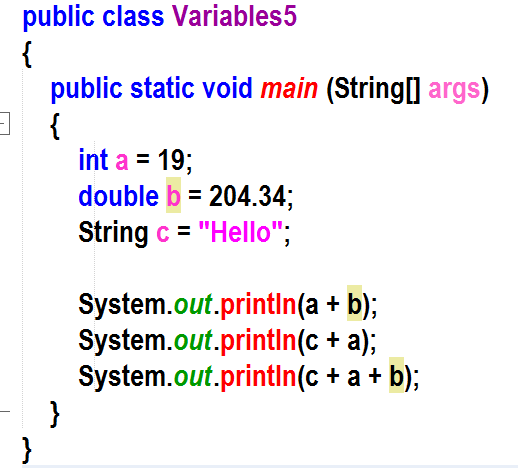 public class Variables5
{
public static void main (String[] args)
{
int a = 19;
double b = 204.34;
String c = "Hello";
System.out.println(a + b);
System.out.println(c + a);
System.out.println(c + a + b);
}
}